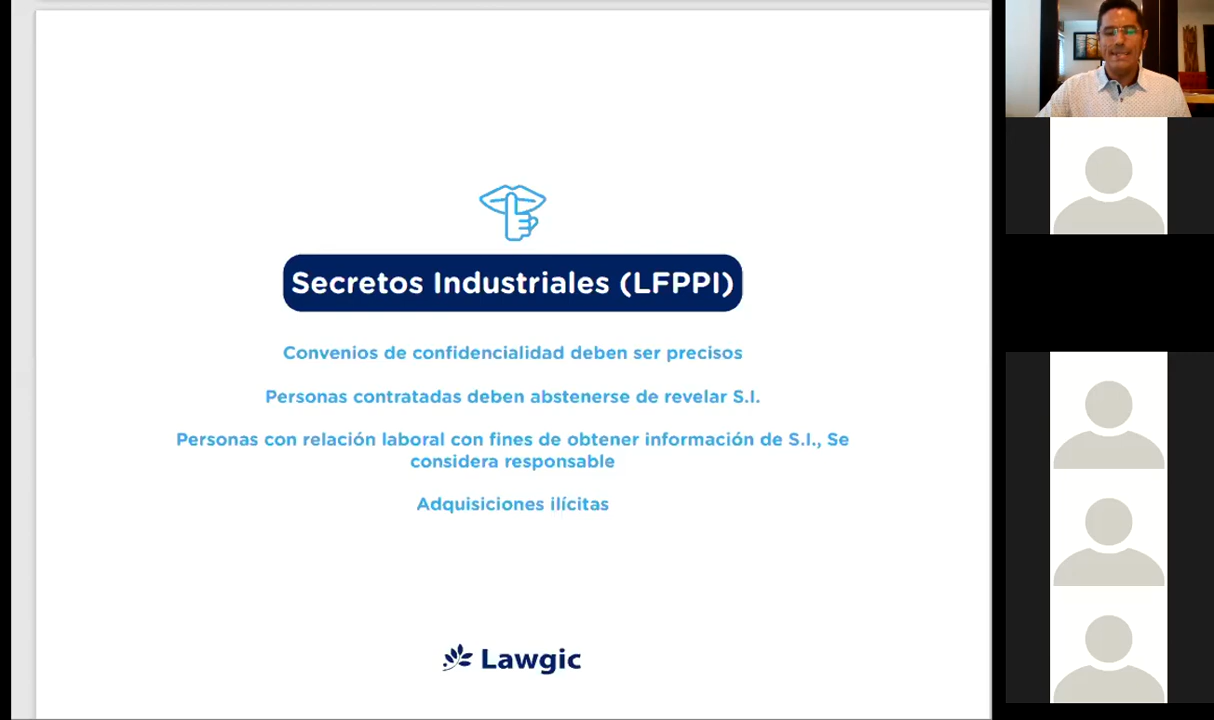 Secretos Industriales (LFPPI)
Convenios de confidencialidad deben ser precisos
Personas contratadas deben abstenerse de revelar S.I.
Personas con relación laboral con fines de obtener información de S.I., Se
considera responsable
Adquisiciones ilícitas
Lawgic